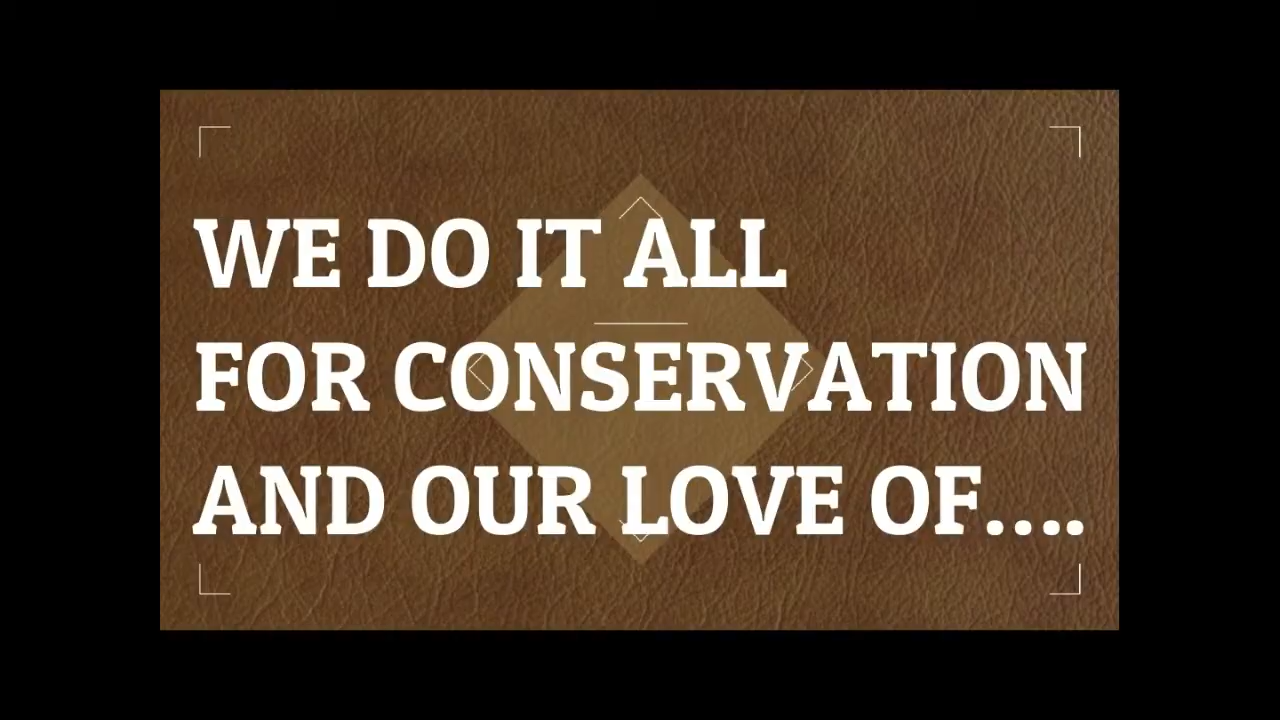 WE DO IT ALL
FOR CONSERVATION
AND OUR LOVE OF....